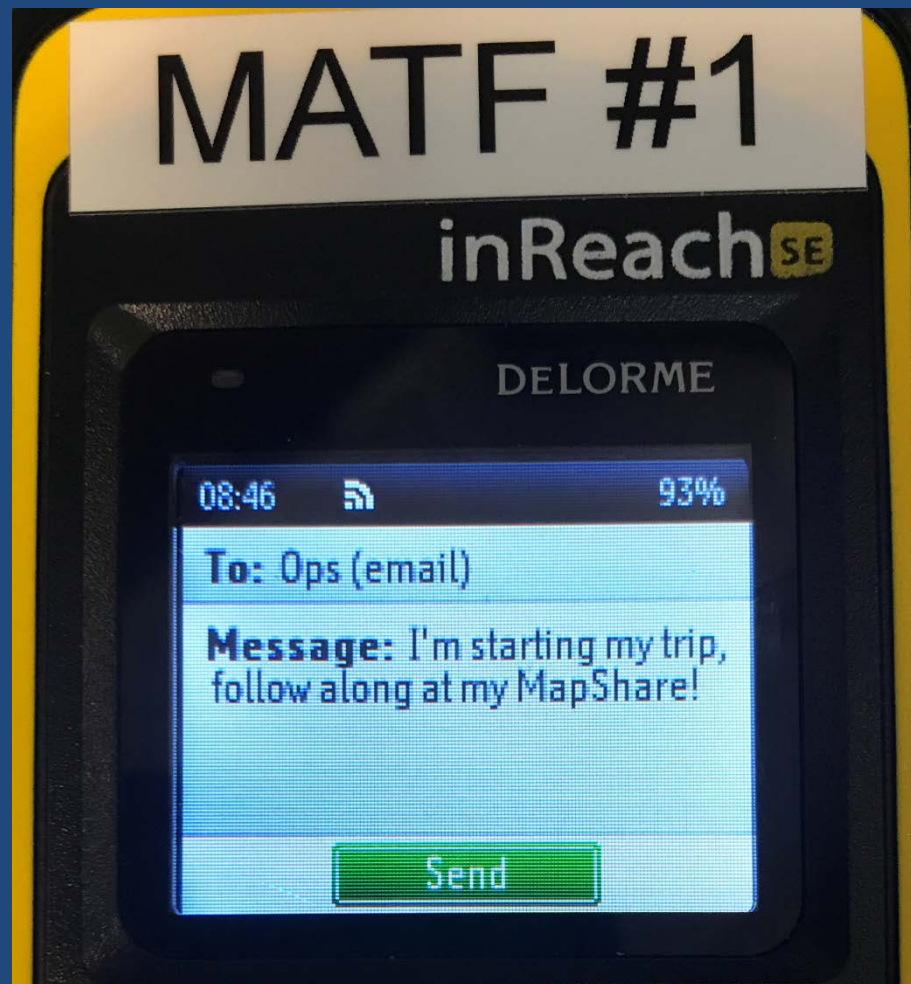 MATF #1
inReach SE
DELORME
08:46 93%
To: Ops (email)
Message: I'm starting my trip,
follow along at my MapShare!
Send